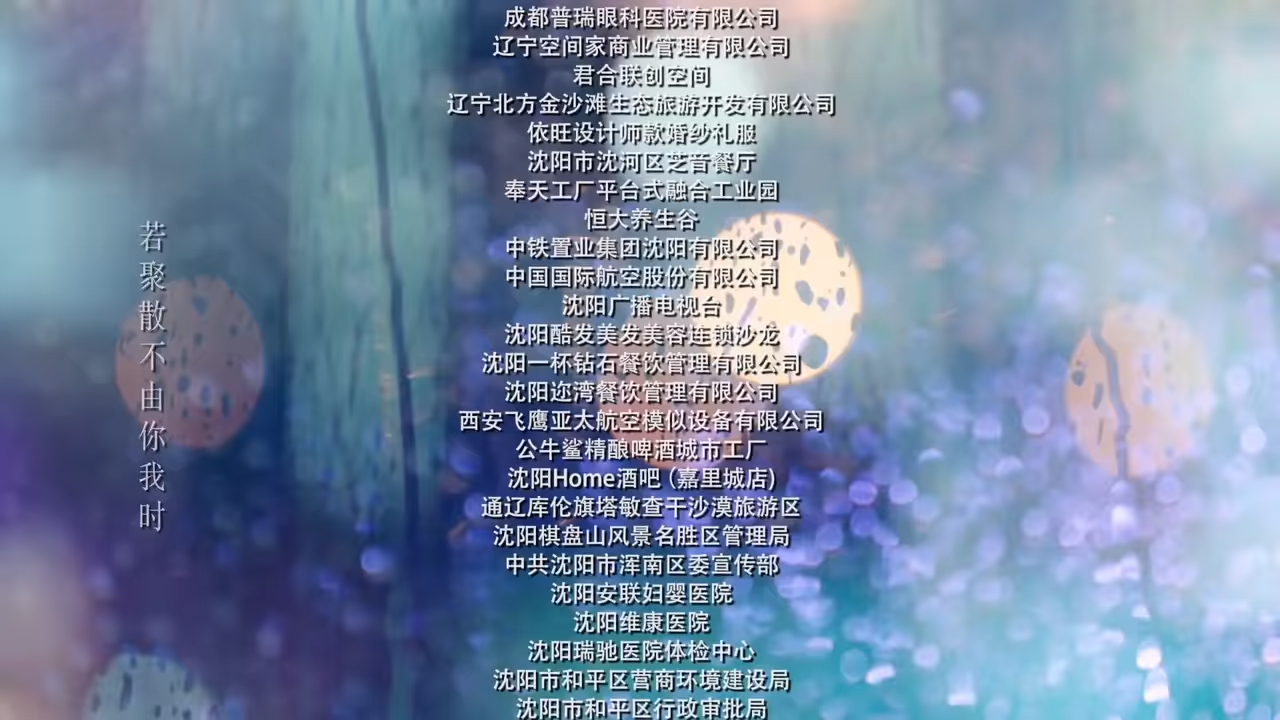 成都普瑞眼科医院有限公司
辽宁空间家商业管理有限公司
君合联创空间
辽宁北方金沙滩生态旅游开发有限公司
依旺设计师款婚纱礼服
沈阳市沈河区芝音餐厅
奉天工厂平台式融合工业园
恒大养生谷
中铁置业集团沈阳有限公司
中国国际航空股份有限公司
沈阳广播电视台
沈阳酷发美发美容连锁沙龙
沈阳一杯钻石餐饮管理有限公司
沈阳迩湾餐饮管理有限公司
西安飞鹰亚太航空模似设备有限公司
公牛鲨精酿啤酒城市工厂
沈阳Home酒吧（嘉里城店）
通辽库伦旗塔敏查干沙漠旅游区
沈阳棋盘山风景名胜区管理局
中共沈阳市浑南区委宣传部
沈阳安联妇婴医院
沈阳维康医院
沈阳瑞驰医院体检中心
沈阳市和平区营商环境建设局
沈阳市和平区行政审批局
若聚散不由你我时